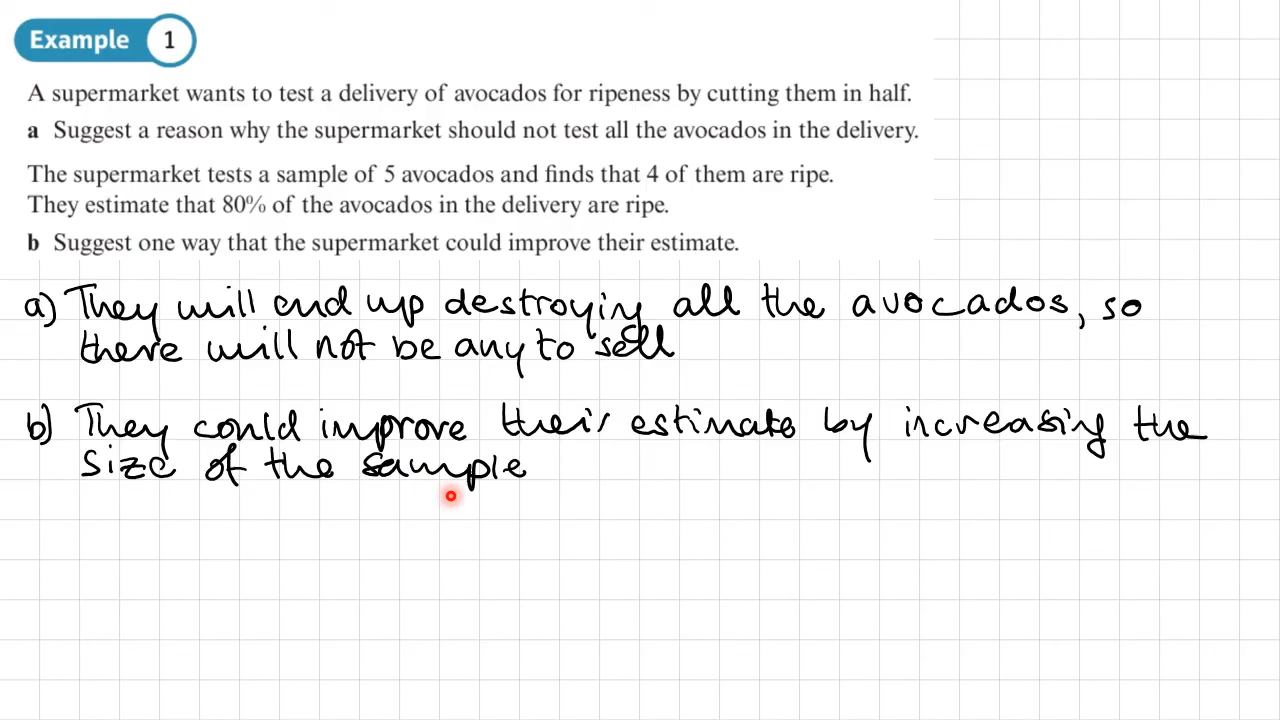 Example 1
A supermarket wants to test a delivery of avocados for ripeness by cutting them in half.
a Suggest a reason why the supermarket should not test all the avocados in the delivery.
The supermarket tests a sample of 5 avocados and finds that 4 of them are ripe.
They estimate that 80% of the avocados in the delivery are ripe.
b Suggest one way that the supermarket could improve their estimate.
a) They will end up destroying all the avocados, so
there will not be any to sell
b) They could improve their estimate by increasing the
size of the sample